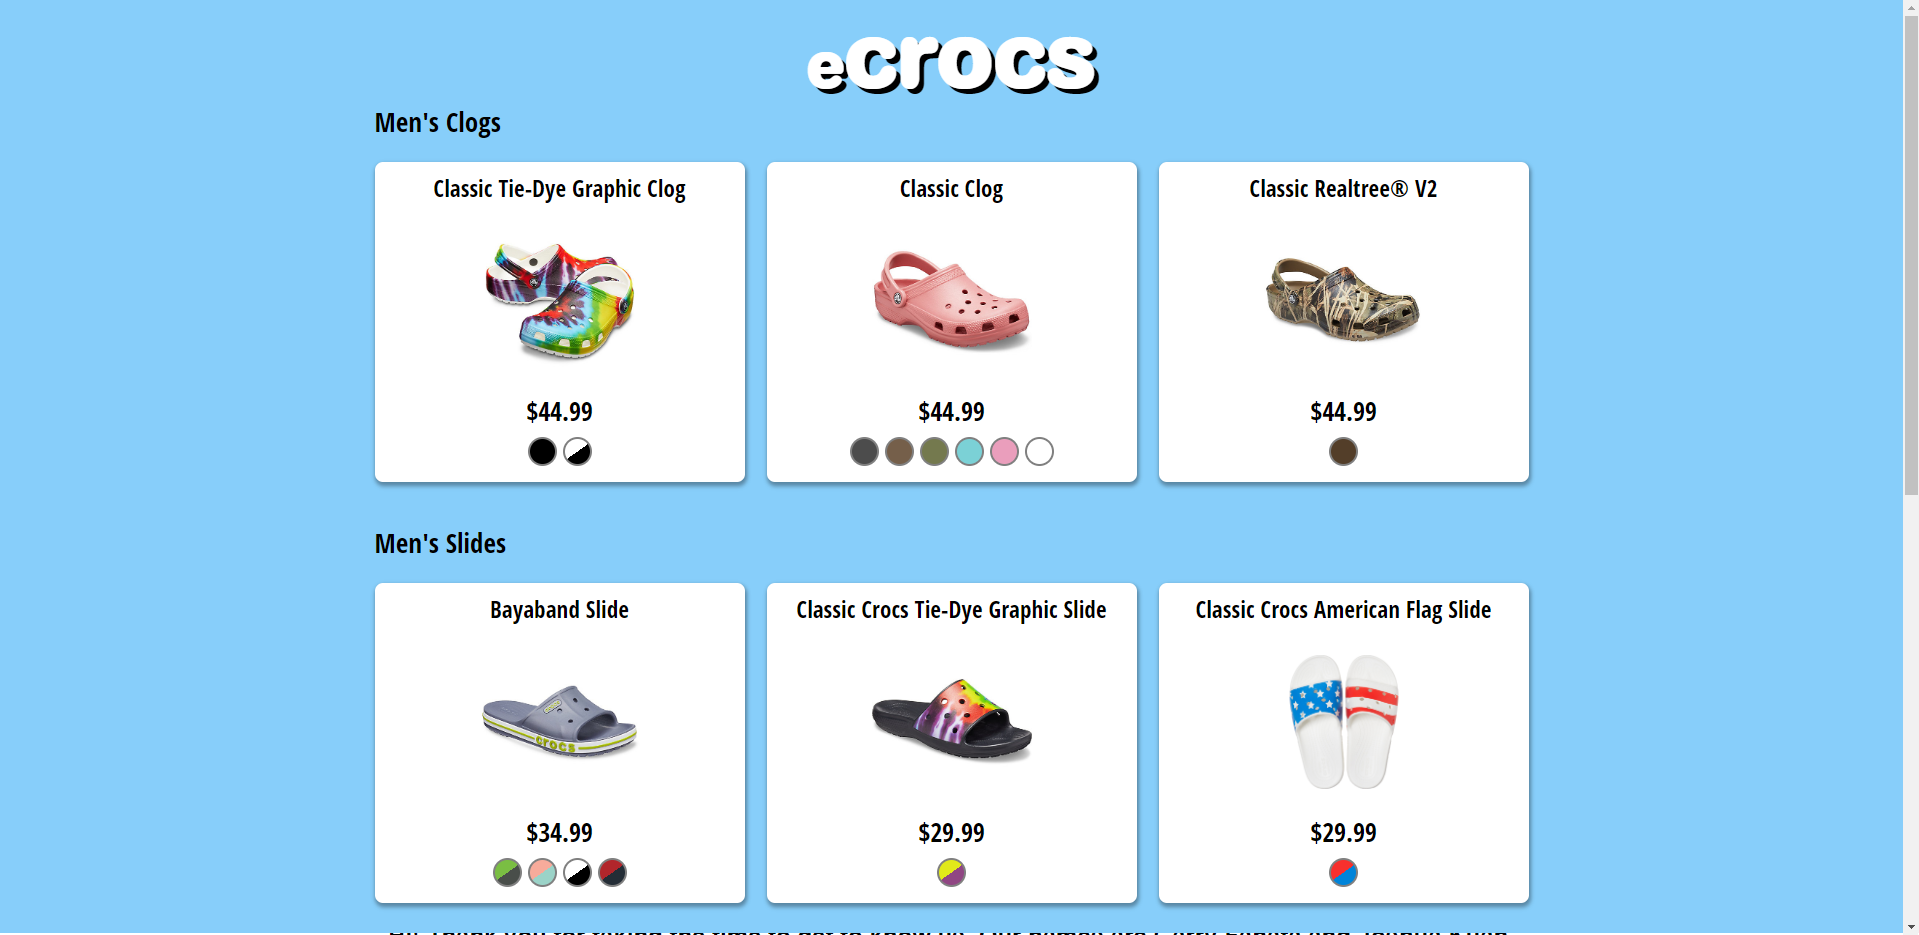 ecrocs
Men's Clogs
Classic Tie-Dye Graphic Clog
Classic Clog
Classic Realtree® V2
$44.99
$44.99
$44.99
Men's Slides
Bayaband Slide
Classic Crocs Tie-Dye Graphic Slide
Classic Crocs American Flag Slide
crocs
$34.99
$29.99
$29.99